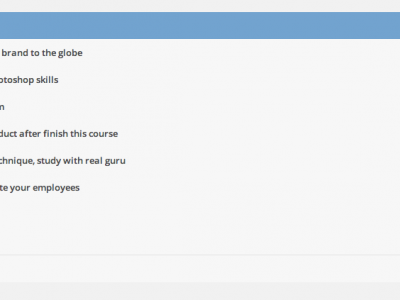 brand to the globe
otoshop skills
n
duct after finish this course
chnique, study with real guru
te your employees